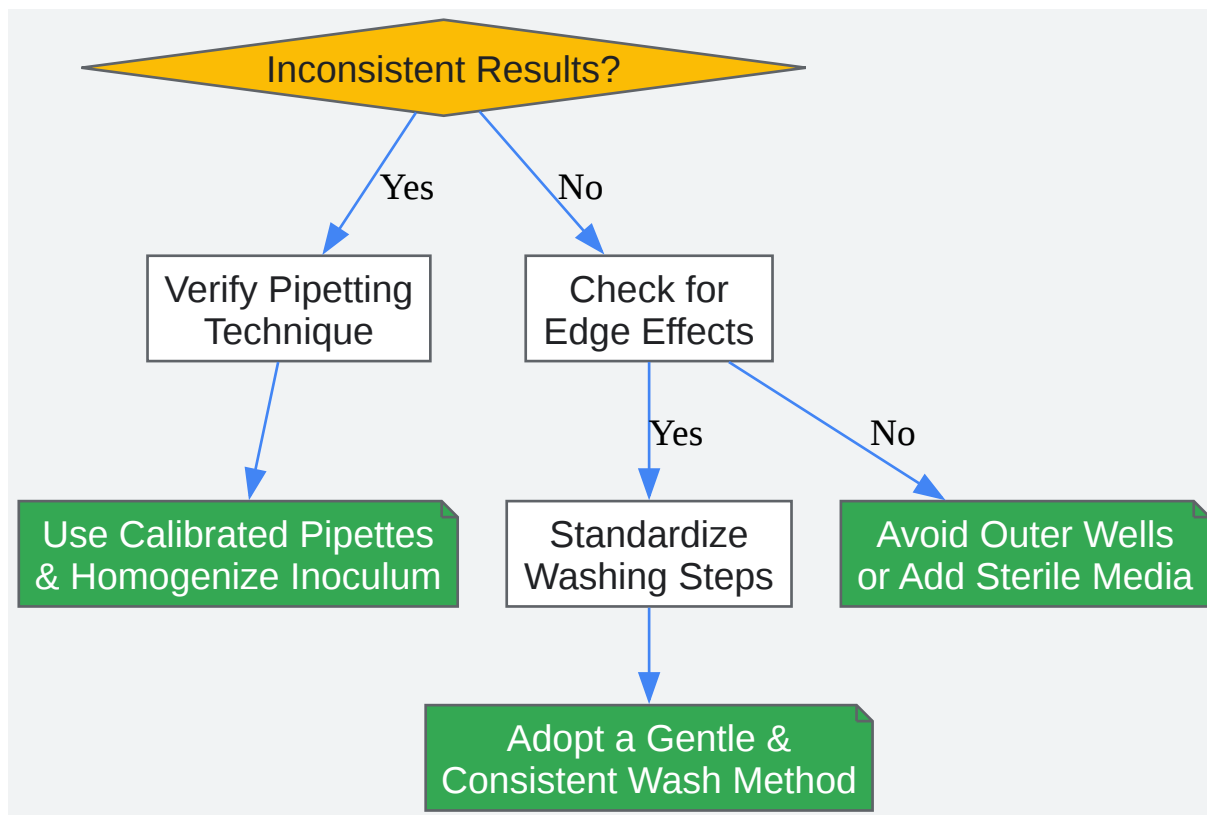 Inconsistent Results?
Yes
No
Verify Pipetting
Technique
Check for
Edge Effects
Yes
No
Use Calibrated Pipettes
& Homogenize Inoculum
Standardize
Washing Steps
Avoid Outer Wells
or Add Sterile Media
Adopt a Gentle &
Consistent Wash Method